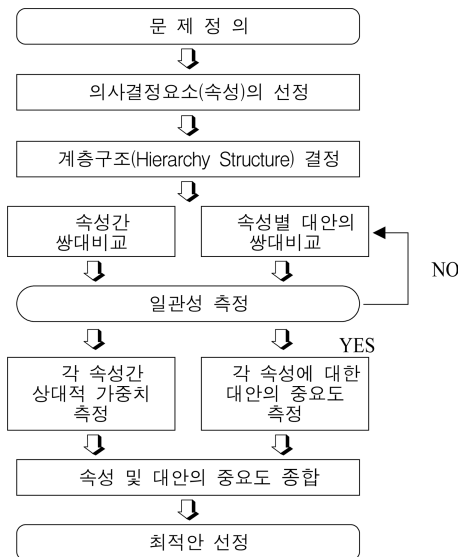 문 제 정 의
의사결정요소(속성)의 선정
계층구조(Hierarchy Structure) 결정
속성간
쌍대비교
속성별 대안의
쌍대비교
NO
일관성 측정
YES
각 속성간
상대적 가중치
측정
각 속성에 대한
대안의 중요도
측정
속성 및 대안의 중요도 종합
최적안 선정